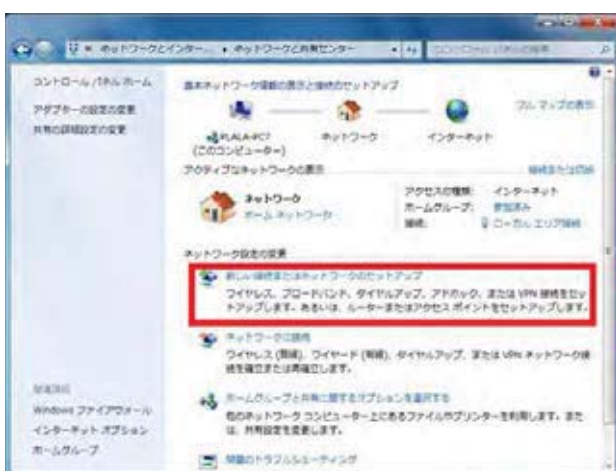 ネットワークとインター... ▸ ネットワークと共有センター
コントロール パネルの検索
コントロール パネル ホーム
アダプターの設定の変更
共有の詳細設定の変更
基本ネットワーク情報の表示と接続のセットアップ
フル マップの表示
PLALA-PC7
(このコンピューター)
ネットワーク
インターネット
アクティブなネットワークの表示
接続または切断
ネットワーク
ホーム ネットワーク
アクセスの種類: インターネット
ホームグループ: 参加済み
接続: ローカル エリア接続
ネットワーク設定の変更
新しい接続またはネットワークのセットアップ
ワイヤレス、ブロードバンド、ダイヤルアップ、アドホック、または VPN 接続をセッ
トアップします。あるいは、ルーターまたはアクセス ポイントをセットアップします。
ネットワークに接続
ワイヤレス (無線)、ワイヤード (有線)、ダイヤルアップ、または VPN ネットワーク接
続を確立または再確立します。
ホームグループと共有に関するオプションを選択する
他のネットワーク コンピューター上にあるファイルやプリンターを利用します。また
は、共有設定を変更します。
問題のトラブルシューティング
関連項目
Windows ファイアウォール
インターネット オプション
ホームグループ